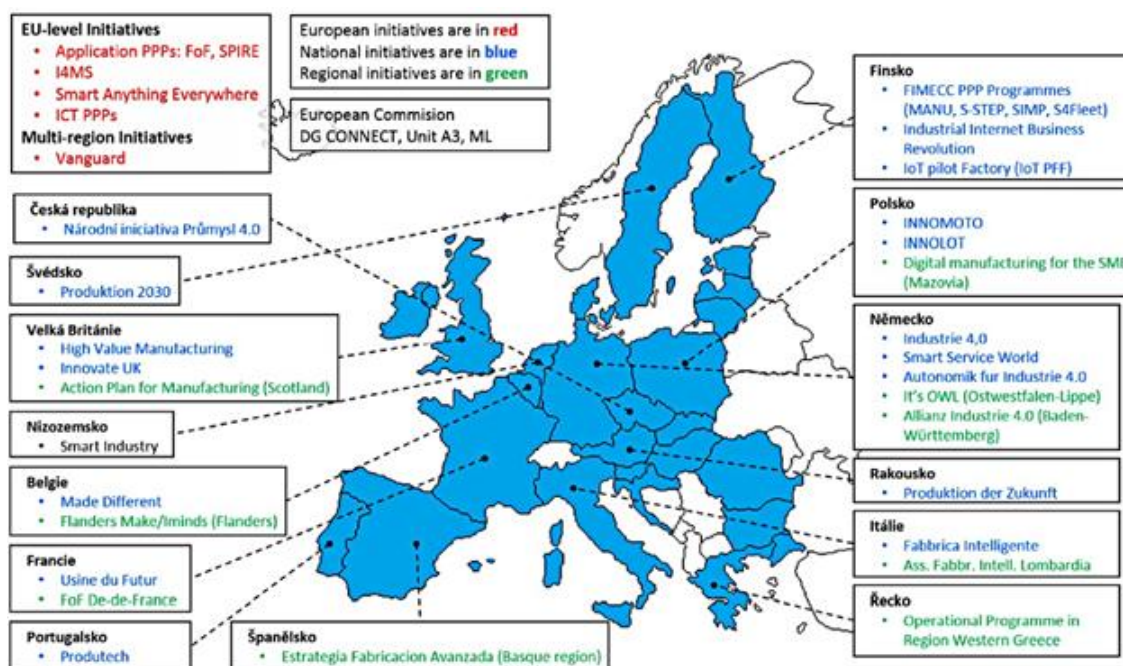 EU-level Initiatives
• Application PPPs: FoF, SPIRE
• I4MS
• Smart Anything Everywhere
• ICT PPPs
Multi-region Initiatives
• Vanguard
European initiatives are in red
National initiatives are in blue
Regional initiatives are in green
European Commision
DG CONNECT, Unit A3, ML
Česká republika
• Národní iniciativa Průmysl 4.0
Švédsko
• Produktion 2030
Velká Británie
• High Value Manufacturing
• Innovate UK
• Action Plan for Manufacturing (Scotland)
Nizozemsko
• Smart Industry
Belgie
• Made Different
• Flanders Make/Iminds (Flanders)
Francie
• Usine du Futur
• FoF De-de-France
Portugalsko
• Produtech
Španělsko
• Estrategia Fabricacion Avanzada (Basque region)
Finsko
• FIMECC PPP Programmes
(MANU, S-STEP, SIMP, S4Fleet)
• Industrial Internet Business
Revolution
• IoT pilot Factory (IoT PFF)
Polsko
• INNOMOTO
• INNOLOT
• Digital manufacturing for the SME
(Mazovia)
Německo
• Industrie 4,0
• Smart Service World
• Autonomik fur Industrie 4.0
• It's OWL (Ostwestfalen-Lippe)
• Allianz Industrie 4.0 (Baden-
Württemberg)
Rakousko
• Produktion der Zukunft
Itálie
• Fabbrica Intelligente
• Ass. Fabbr. Intell. Lombardia
Řecko
• Operational Programme in
Region Western Greece